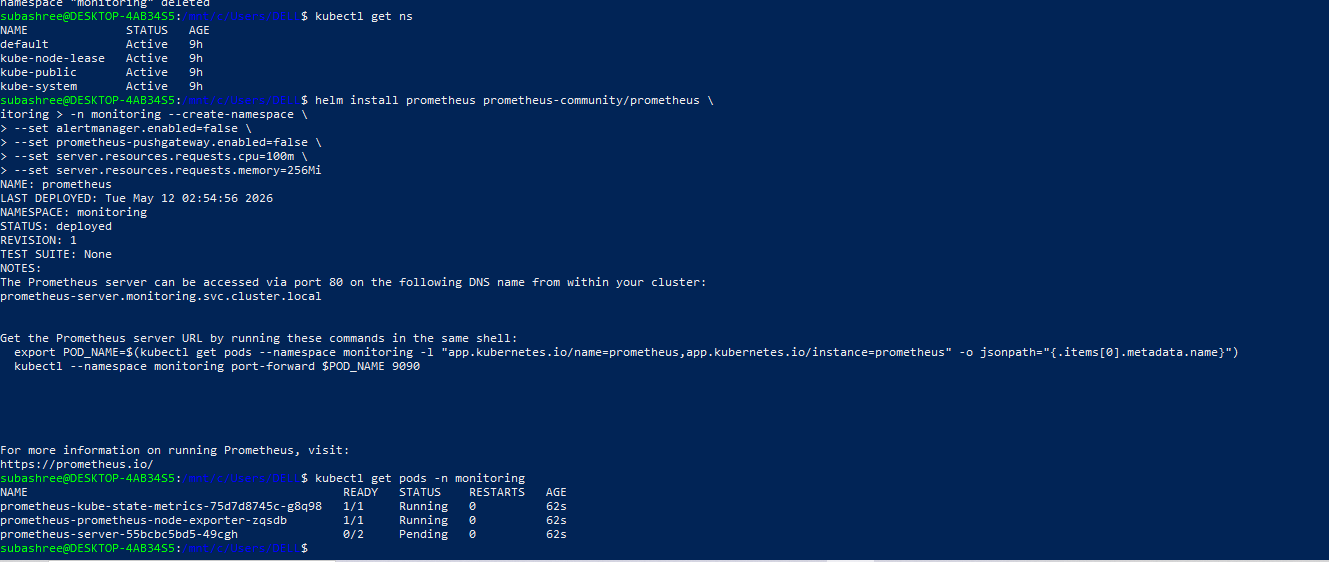 namespace "monitoring" deleted
subashree@DESKTOP-4AB34S5: $ kubectl get ns
NAME STATUS AGE
default Active 9h
kube-node-lease Active 9h
kube-public Active 9h
kube-system Active 9h
subashree@DESKTOP-4AB34S5: $ helm install prometheus prometheus-community/prometheus \
itoring > -n monitoring --create-namespace \
> --set alertmanager.enabled=false \
> --set prometheus-pushgateway.enabled=false \
> --set server.resources.requests.cpu=100m \
> --set server.resources.requests.memory=256Mi
NAME: prometheus
LAST DEPLOYED: Tue May 12 02:54:56 2026
NAMESPACE: monitoring
STATUS: deployed
REVISION: 1
TEST SUITE: None
NOTES:
The Prometheus server can be accessed via port 80 on the following DNS name from within your cluster:
prometheus-server.monitoring.svc.cluster.local
Get the Prometheus server URL by running these commands in the same shell:
export POD_NAME=$(kubectl get pods --namespace monitoring -l "app.kubernetes.io/name=prometheus,app.kubernetes.io/instance=prometheus" -o jsonpath="{.items[0].metadata.name}")
kubectl --namespace monitoring port-forward $POD_NAME 9090
For more information on running Prometheus, visit:
https://prometheus.io/
subashree@DESKTOP-4AB34S5: $ kubectl get pods -n monitoring
NAME READY STATUS RESTARTS AGE
prometheus-kube-state-metrics-75d7d8745c-g8q98 1/1 Running 0 62s
prometheus-prometheus-node-exporter-zqsdb 1/1 Running 0 62s
prometheus-server-55bcbc5bd5-49cgh 0/2 Pending 0 62s
subashree@DESKTOP-4AB34S5: $